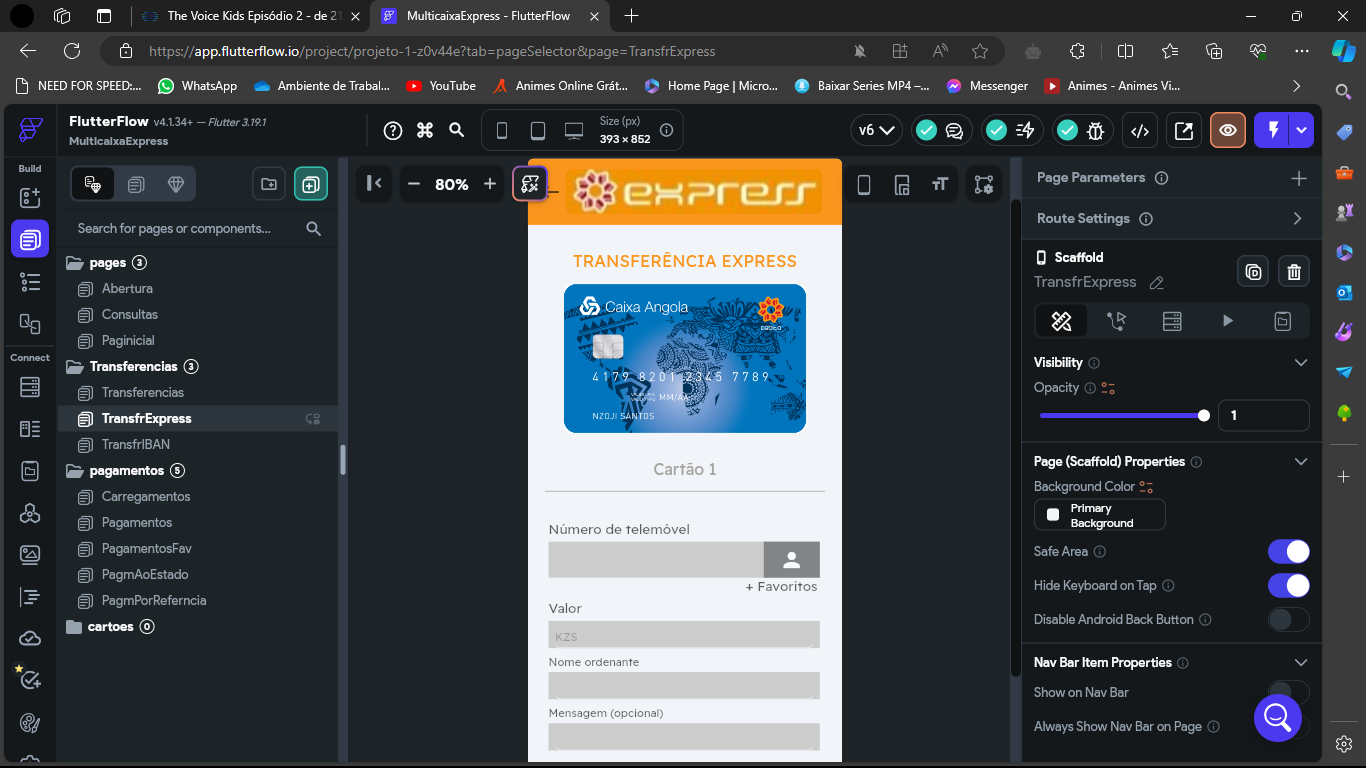 The Voice Kids Episódio 2 - de 21
MulticaixaExpress - FlutterFlow
https://app.flutterflow.io/project/projeto-1-z0v44e?tab=pageSelector&page=TransfrExpress
NEED FOR SPEED:...
WhatsApp
Ambiente de Trabal...
YouTube
Animes Online Grát...
Home Page | Micro...
Baixar Series MP4 –...
Messenger
Animes - Animes Vi...
FlutterFlow v4.1.34+ — Flutter 3.19.1
MulticaixaExpress
Size (px)
393 × 852
v6
Build
Connect
Search for pages or components...
pages 3
Abertura
Consultas
Paginicial
Transferencias 3
Transferencias
TransfrExpress
TransfrIBAN
pagamentos 5
Carregamentos
Pagamentos
PagamentosFav
PagmAoEstado
PagmPorReferncia
cartoes 0
80%
express
TRANSFERÊNCIA EXPRESS
Caixa Angola
4179 8201 2345 7789
MM/AA
NZOJI SANTOS
Cartão 1
Número de telemóvel
+ Favoritos
Valor
KZS
Nome ordenante
Mensagem (opcional)
Page Parameters
Route Settings
Scaffold
TransfrExpress
Visibility
Opacity
1
Page (Scaffold) Properties
Background Color
Primary
Background
Safe Area
Hide Keyboard on Tap
Disable Android Back Button
Nav Bar Item Properties
Show on Nav Bar
Always Show Nav Bar on Page